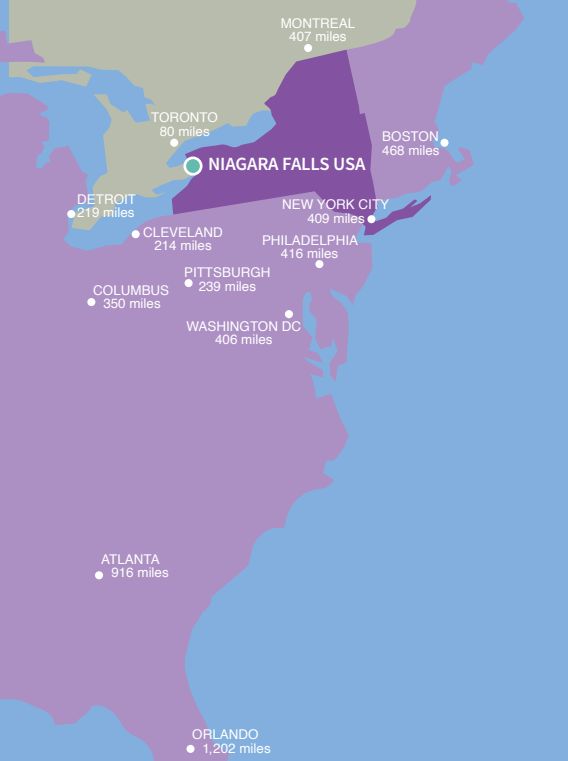 MONTREAL
407 miles
TORONTO
80 miles
BOSTON
468 miles
NIAGARA FALLS USA
DETROIT
219 miles
NEW YORK CITY
409 miles
CLEVELAND
214 miles
PHILADELPHIA
416 miles
PITTSBURGH
239 miles
COLUMBUS
350 miles
WASHINGTON DC
406 miles
ATLANTA
916 miles
ORLANDO
1,202 miles